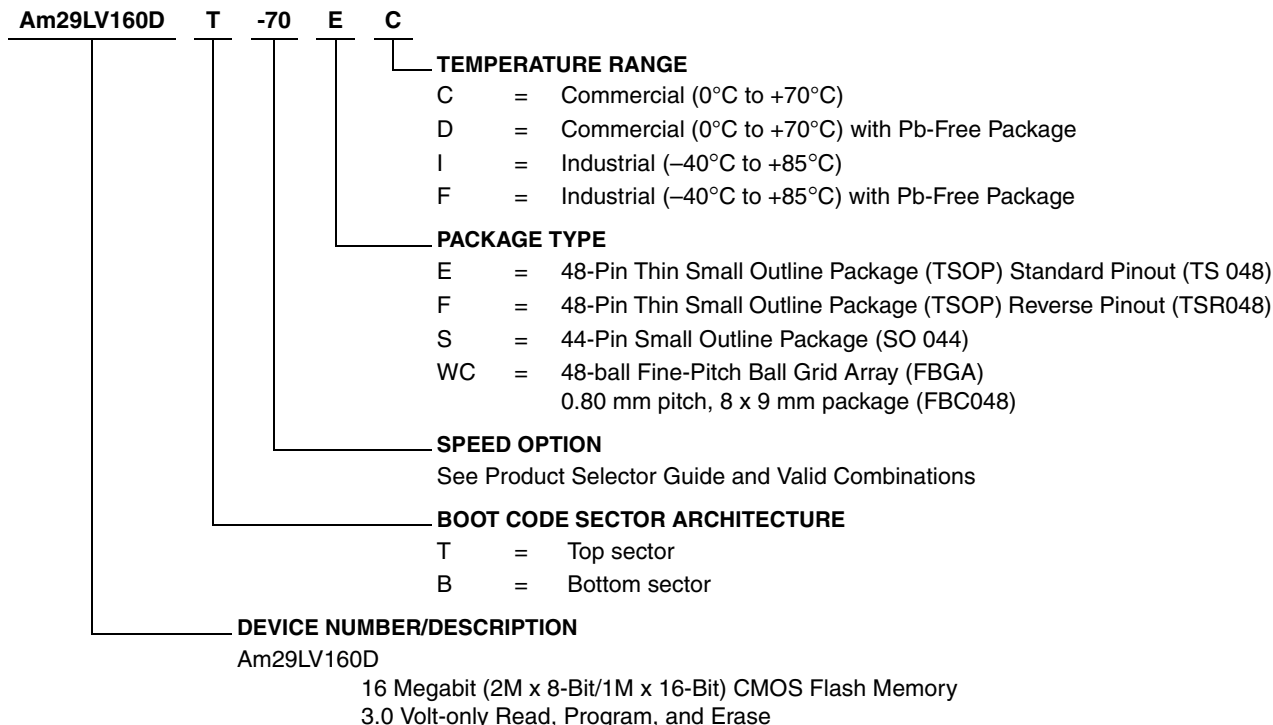 Am29LV160D T -70 E C
TEMPERATURE RANGE
C = Commercial (0°C to +70°C)
D = Commercial (0°C to +70°C) with Pb-Free Package
I = Industrial (–40°C to +85°C)
F = Industrial (–40°C to +85°C) with Pb-Free Package
PACKAGE TYPE
E = 48-Pin Thin Small Outline Package (TSOP) Standard Pinout (TS 048)
F = 48-Pin Thin Small Outline Package (TSOP) Reverse Pinout (TSR048)
S = 44-Pin Small Outline Package (SO 044)
WC = 48-ball Fine-Pitch Ball Grid Array (FBGA)
0.80 mm pitch, 8 x 9 mm package (FBC048)
SPEED OPTION
See Product Selector Guide and Valid Combinations
BOOT CODE SECTOR ARCHITECTURE
T = Top sector
B = Bottom sector
DEVICE NUMBER/DESCRIPTION
Am29LV160D
16 Megabit (2M x 8-Bit/1M x 16-Bit) CMOS Flash Memory
3.0 Volt-only Read, Program, and Erase